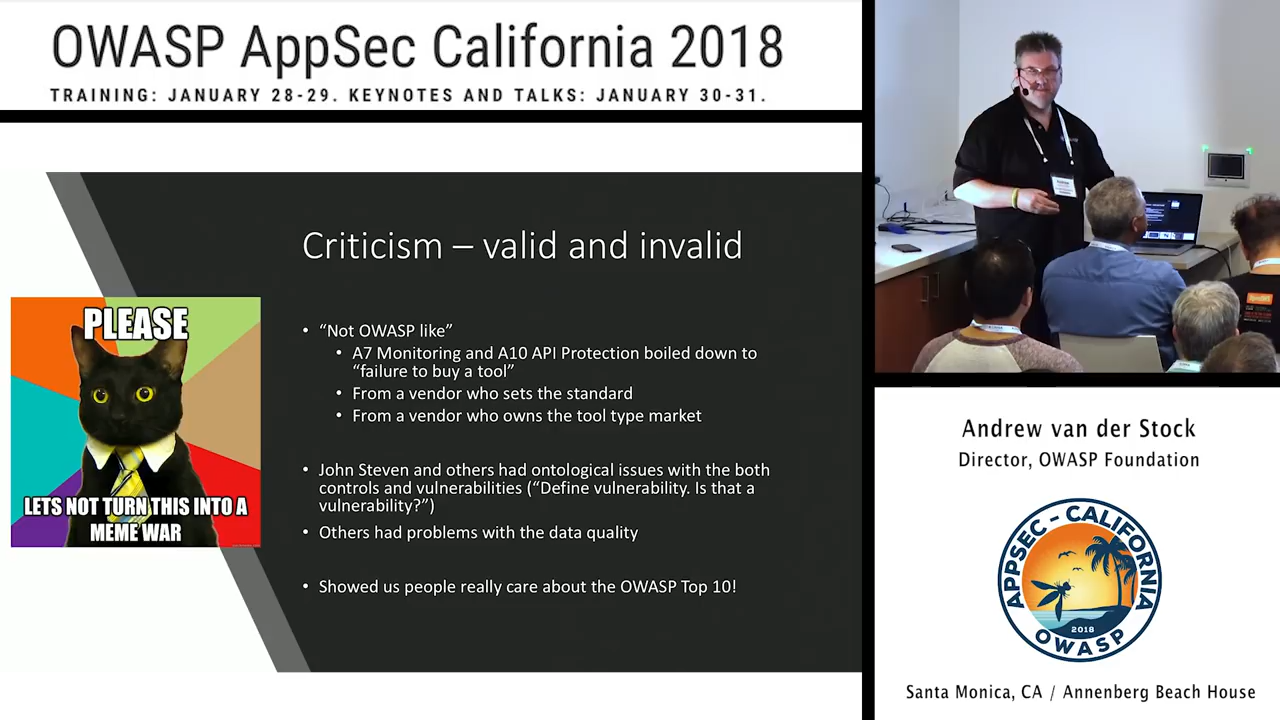 OWASP AppSec California 2018
TRAINING: JANUARY 28-29. KEYNOTES AND TALKS: JANUARY 30-31.
Criticism – valid and invalid
PLEASE
LETS NOT TURN THIS INTO A
MEME WAR
• “Not OWASP like”
• A7 Monitoring and A10 API Protection boiled down to
“failure to buy a tool”
• From a vendor who sets the standard
• From a vendor who owns the tool type market
• John Steven and others had ontological issues with the both
controls and vulnerabilities (“Define vulnerability. Is that a
vulnerability?”)
• Others had problems with the data quality
• Showed us people really care about the OWASP Top 10!
Andrew van der Stock
Director, OWASP Foundation
APPSEC - CALIFORNIA
2018
OWASP
Santa Monica, CA / Annenberg Beach House